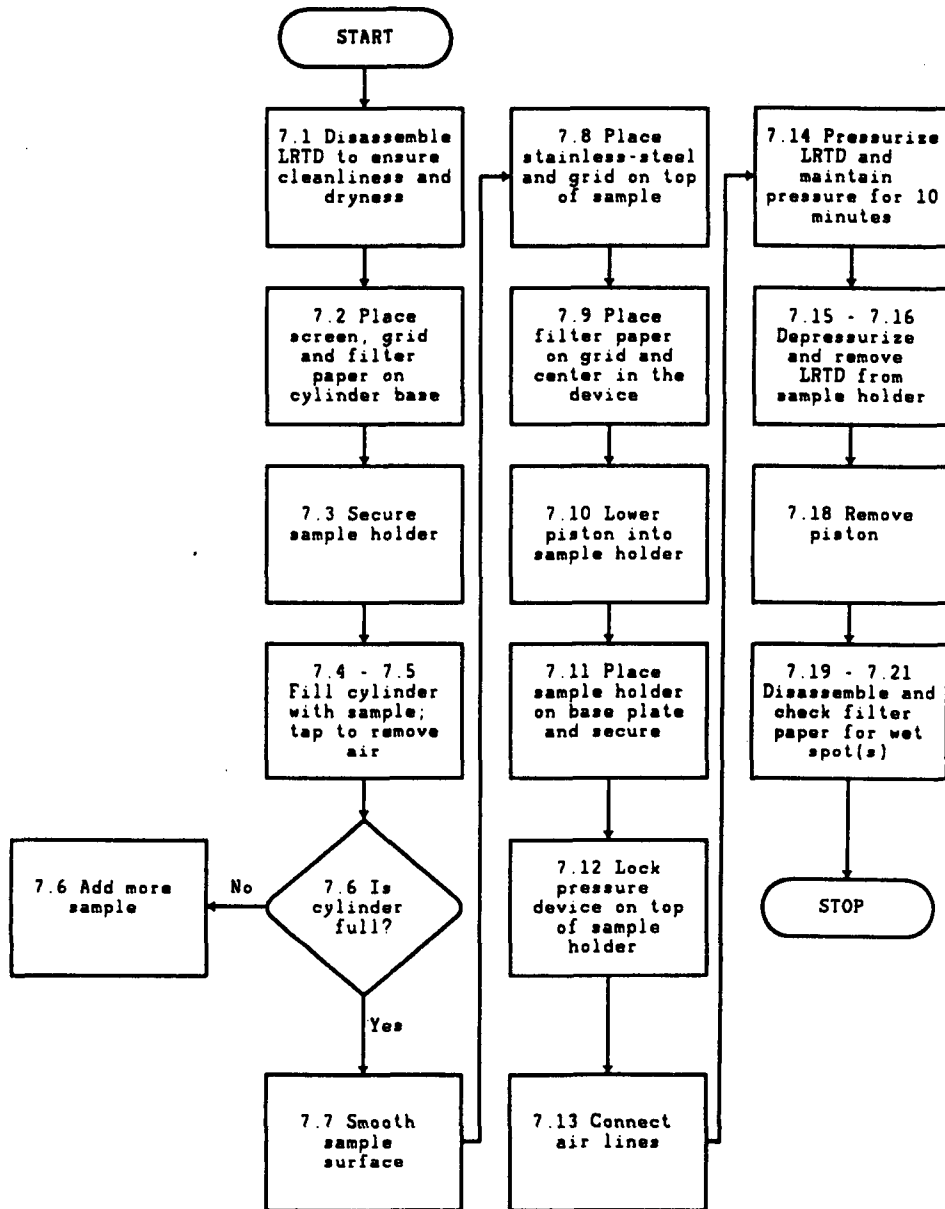 START
7.1 Disassemble
LRTD to ensure
cleanliness and
dryness
7.2 Place
screen, grid
and filter
paper on
cylinder base
7.3 Secure
sample holder
7.4 - 7.5
Fill cylinder
with sample;
tap to remove
air
7.6 Is
cylinder
full?
No
7.6 Add more
sample
Yes
7.7 Smooth
sample
surface
7.8 Place
stainless-steel
and grid on top
of sample
7.9 Place
filter paper
on grid and
center in the
device
7.10 Lower
piston into
sample holder
7.11 Place
sample holder
on base plate
and secure
7.12 Lock
pressure
device on top
of sample
holder
7.13 Connect
air lines
7.14 Pressurize
LRTD and
maintain
pressure for 10
minutes
7.15 - 7.16
Depressurize
and remove
LRTD from
sample holder
7.18 Remove
piston
7.19 - 7.21
Disassemble and
check filter
paper for wet
spot(s)
STOP